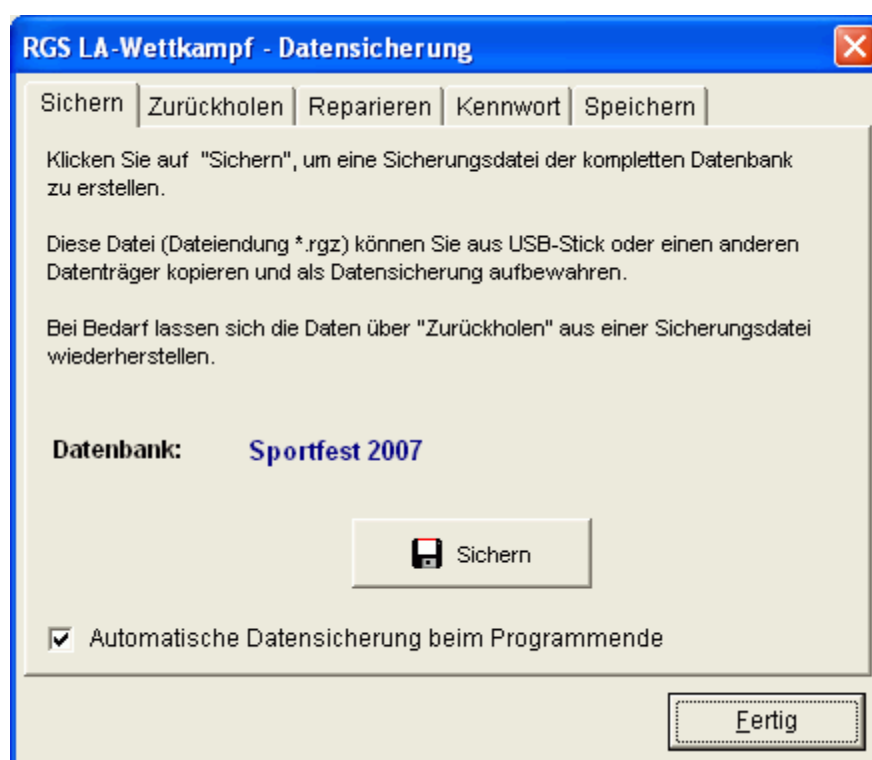 RGS LA-Wettkampf - Datensicherung
Sichern Zurückholen Reparieren Kennwort Speichern
Klicken Sie auf "Sichern", um eine Sicherungsdatei der kompletten Datenbank
zu erstellen.
Diese Datei (Dateiendung *.rgz) können Sie aus USB-Stick oder einen anderen
Datenträger kopieren und als Datensicherung aufbewahren.
Bei Bedarf lassen sich die Daten über "Zurückholen" aus einer Sicherungsdatei
wiederherstellen.
Datenbank: Sportfest 2007
Sichern
Automatische Datensicherung beim Programmende
Fertig